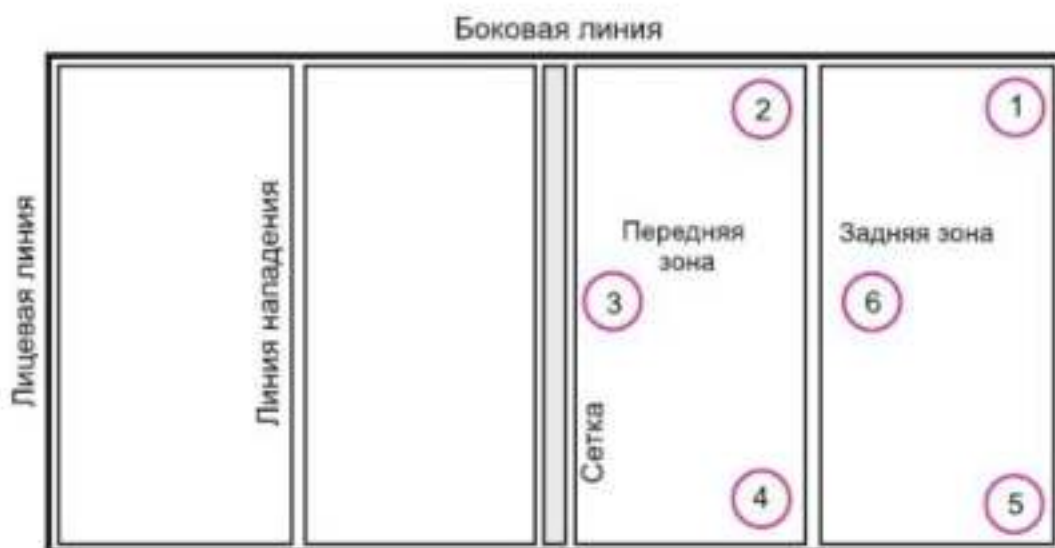 Боковая линия
2
1
Лицевая линия
Линия нападения
Передняя
зона
Задняя зона
3
6
Сетка
4
5